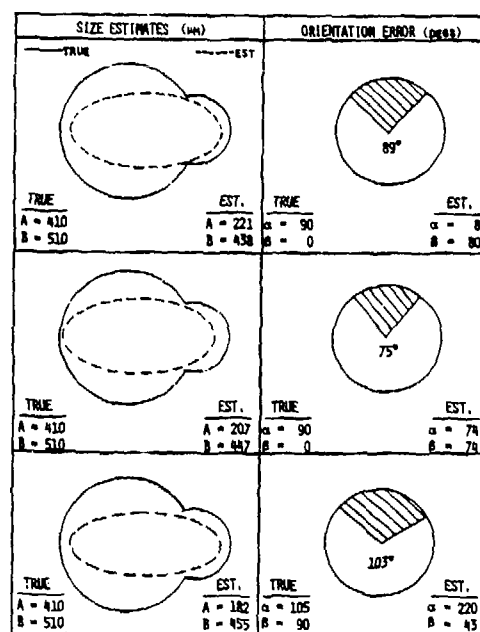 SIZE ESTIMATES (μM)
ORIENTATION ERROR (DEGS)
TRUE
EST
89°
TRUE EST.
A = 410 A = 221
B = 510 B = 438
TRUE EST.
α = 90 α = 8
β = 0 β = 80
75°
TRUE EST.
A = 410 A = 207
B = 510 B = 447
TRUE EST.
α = 90 α = 74
β = 0 β = 74
103°
TRUE EST.
A = 410 A = 182
B = 510 B = 455
TRUE EST.
α = 105 α = 220
β = 90 β = 43